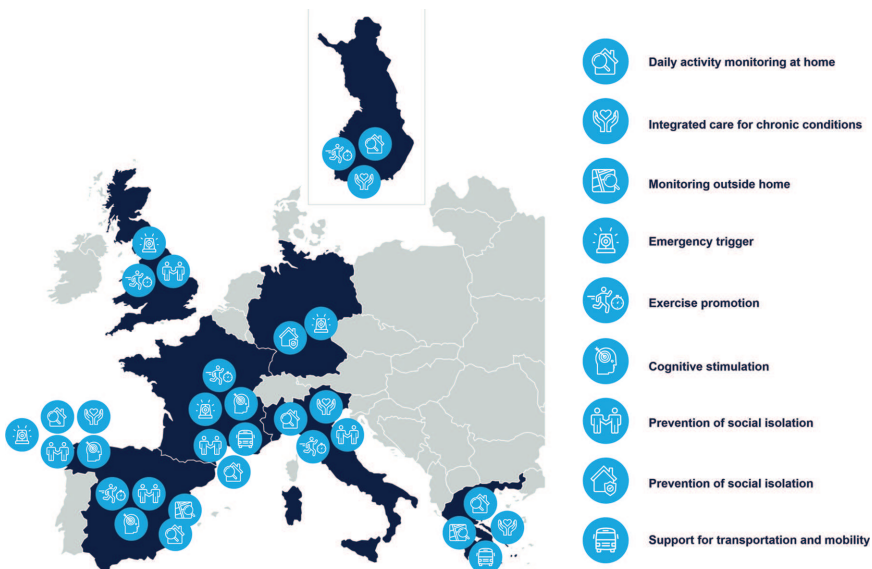 Daily activity monitoring at home
Integrated care for chronic conditions
Monitoring outside home
Emergency trigger
Exercise promotion
Cognitive stimulation
Prevention of social isolation
Prevention of social isolation
Support for transportation and mobility